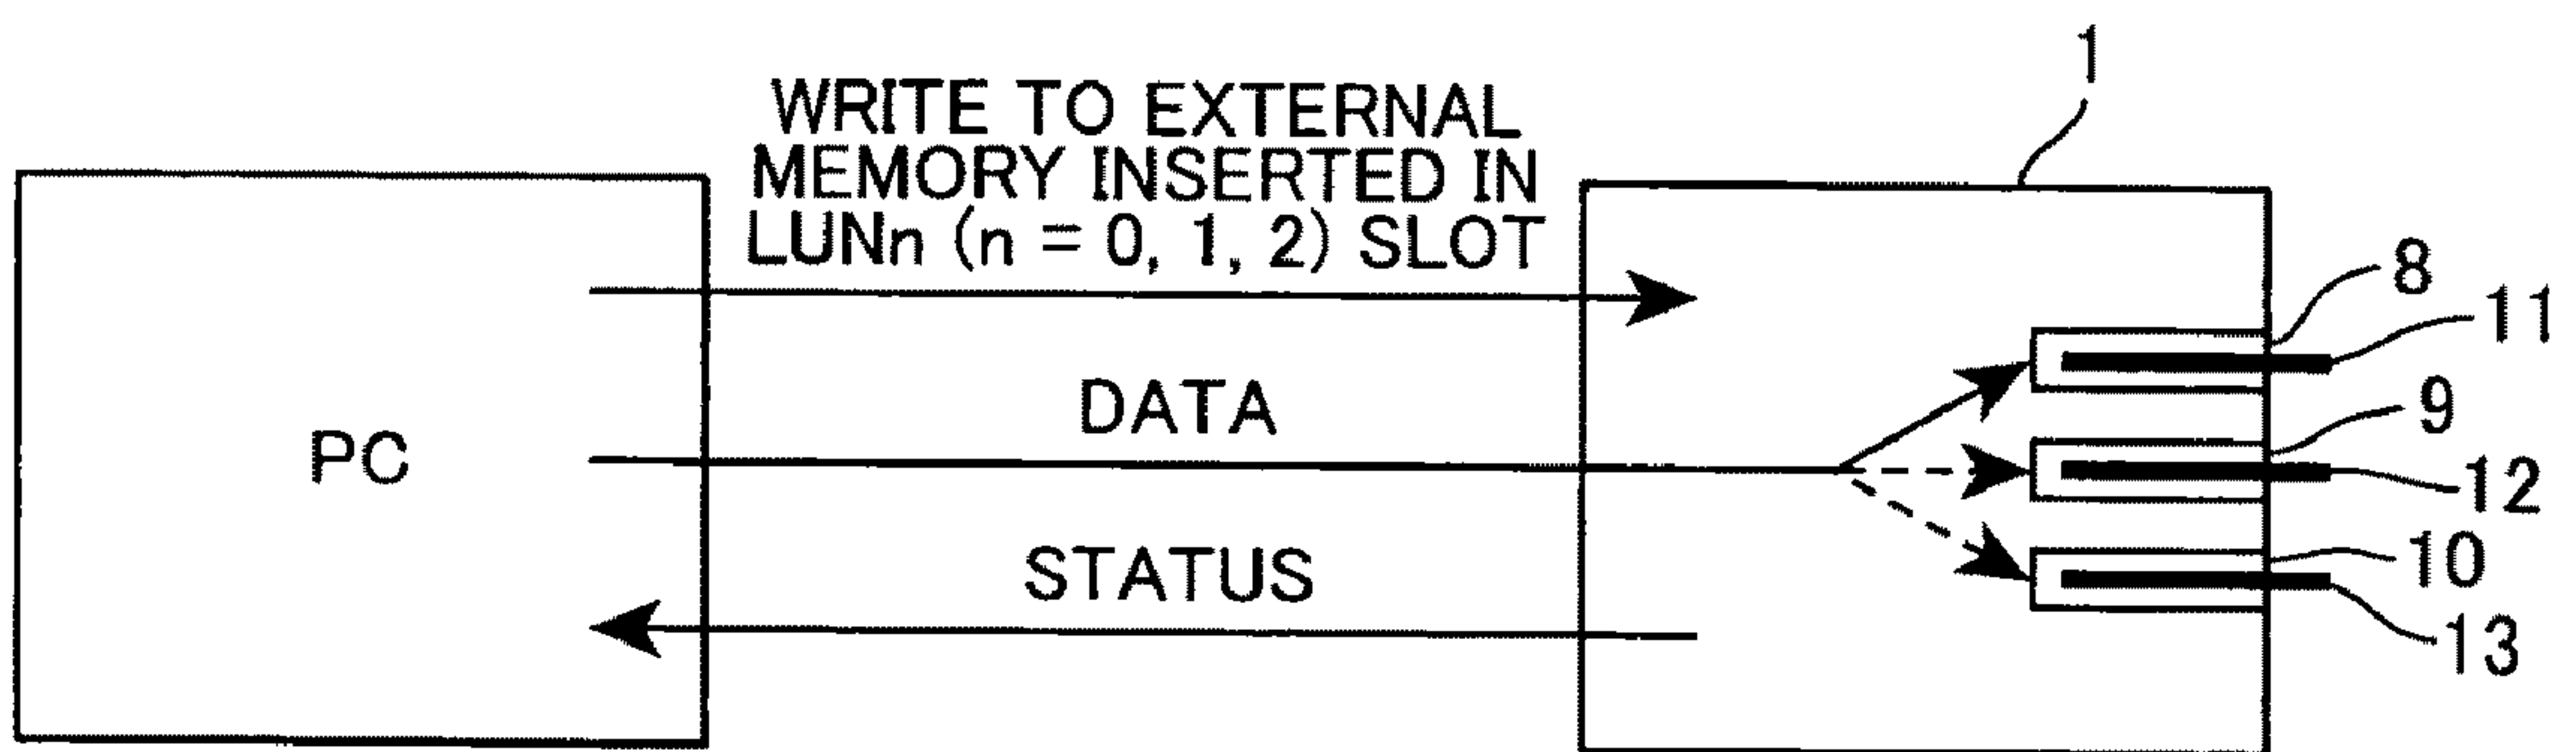 1
WRITE TO EXTERNAL
MEMORY INSERTED IN
LUNn (n = 0, 1, 2) SLOT
8
11
DATA
9
PC
12
STATUS
10
13